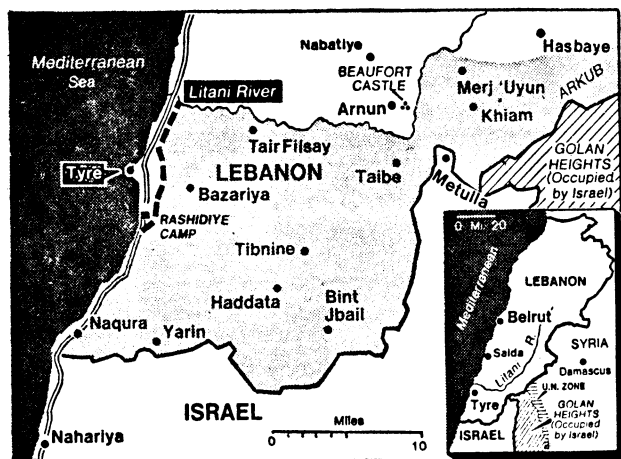 Mediterranean
Sea
Nabatiye
Hasbaye
BEAUFORT
CASTLE
Merj 'Uyun
ARKUB
Litani River
Arnun
Khiam
Tair Filsay
LEBANON
GOLAN
HEIGHTS
(Occupied
by Israel)
Tyre
Taibe
Metulla
Bazariya
RASHIDIYE
CAMP
Tibnine
Haddata
Bint
Jbail
Naqura
Yarin
ISRAEL
Miles
0
10
Nahariya
0 Mi. 20
Mediterranean
LEBANON
Beirut
SYRIA
Saida
Damascus
Litani R.
U.N. ZONE
Tyre
GOLAN
HEIGHTS
(Occupied
by Israel)
ISRAEL